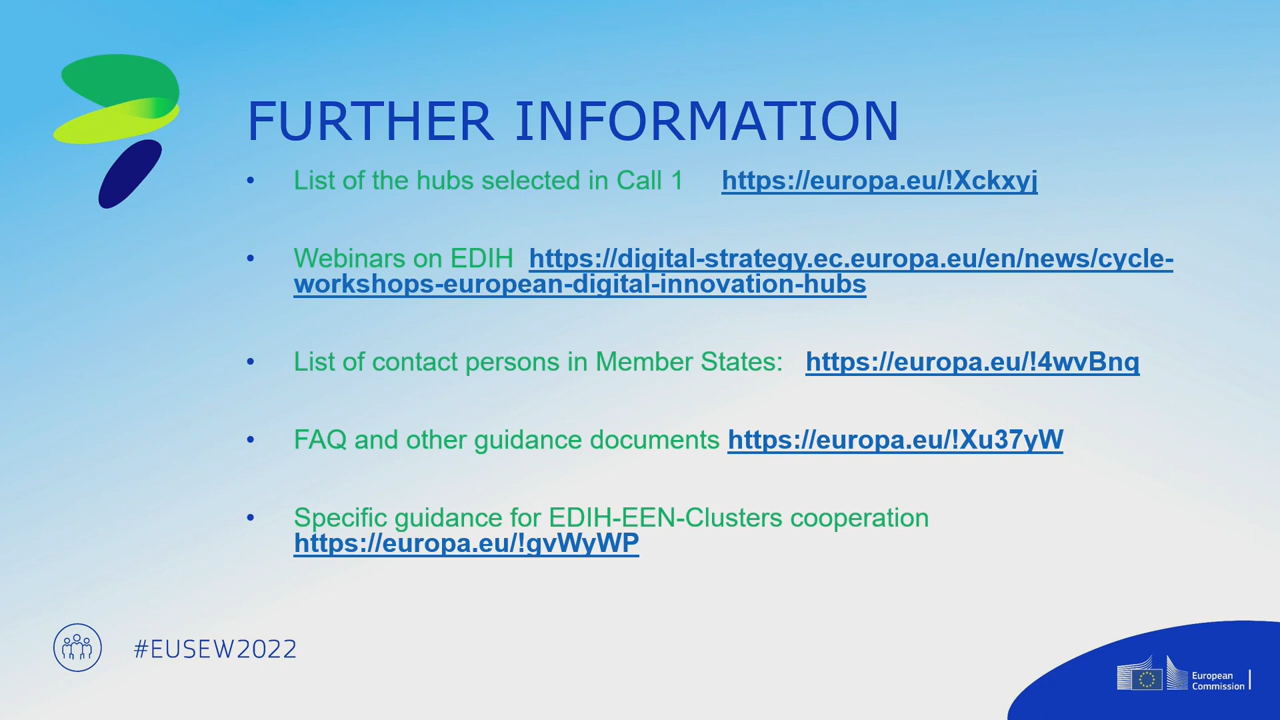 FURTHER INFORMATION
• List of the hubs selected in Call 1 https://europa.eu/!Xckxyj
• Webinars on EDIH https://digital-strategy.ec.europa.eu/en/news/cycle-
workshops-european-digital-innovation-hubs
• List of contact persons in Member States: https://europa.eu/!4wvBnq
• FAQ and other guidance documents https://europa.eu/!Xu37yW
• Specific guidance for EDIH-EEN-Clusters cooperation
https://europa.eu/!gvWyWP
#EUSEW2022
European
Commission